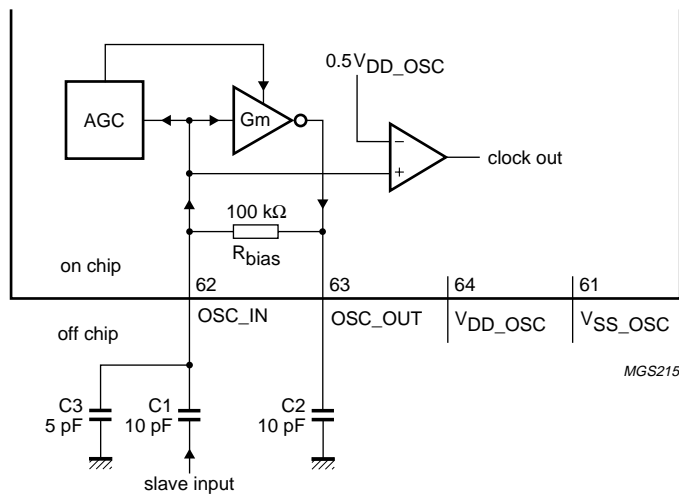 0.5VDD_OSC
AGC
Gm
−
+
clock out
100 kΩ
Rbias
on chip
62
63
64
61
off chip
OSC_IN
OSC_OUT
VDD_OSC
VSS_OSC
MGS215
C3
5 pF
C1
10 pF
C2
10 pF
slave input